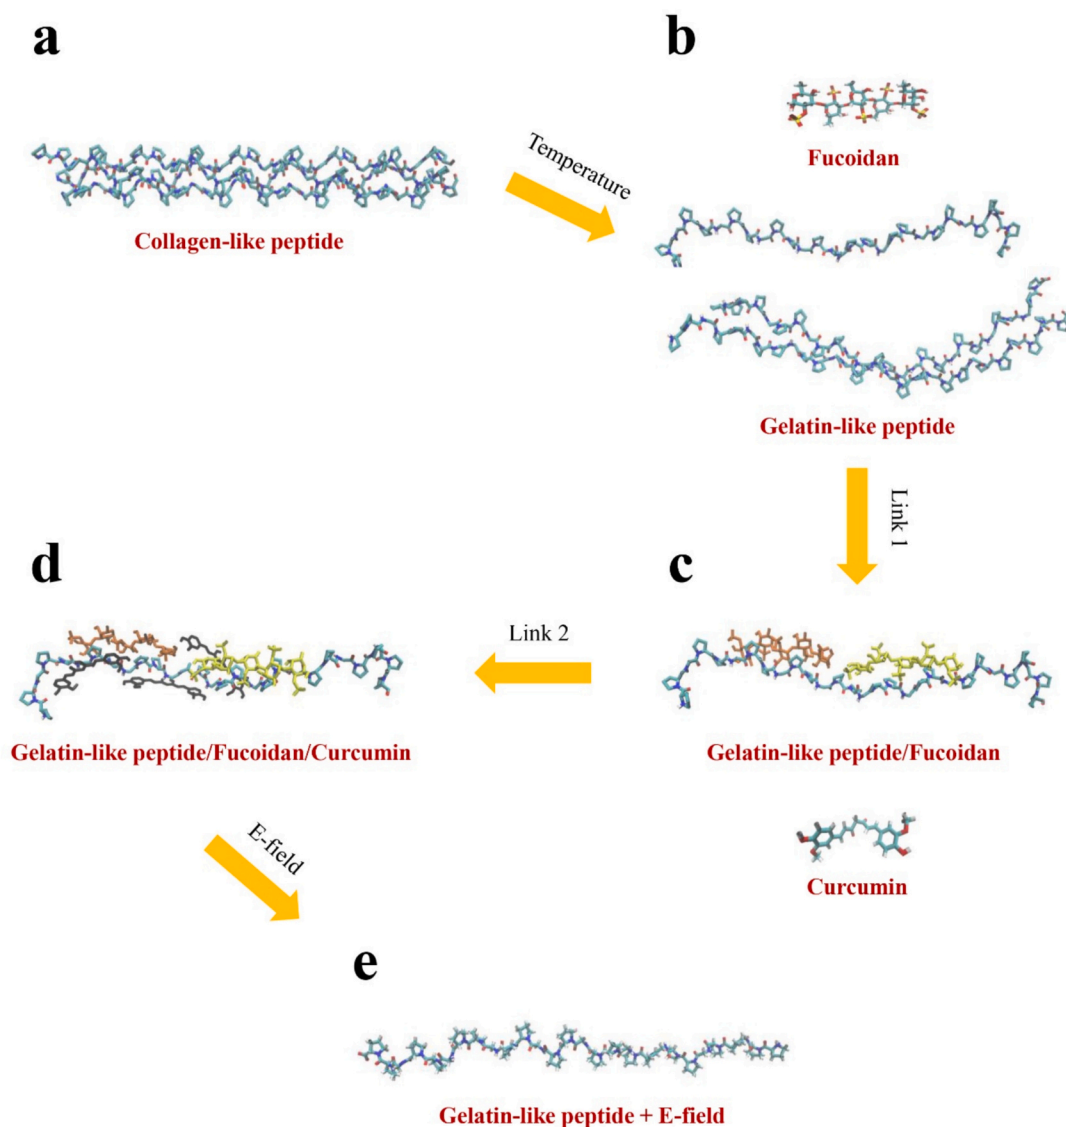 a
b
Fucoidan
Temperature
Collagen-like peptide
Gelatin-like peptide
Link 1
d
c
Link 2
Gelatin-like peptide/Fucoidan/Curcumin
Gelatin-like peptide/Fucoidan
E-field
Curcumin
e
Gelatin-like peptide + E-field